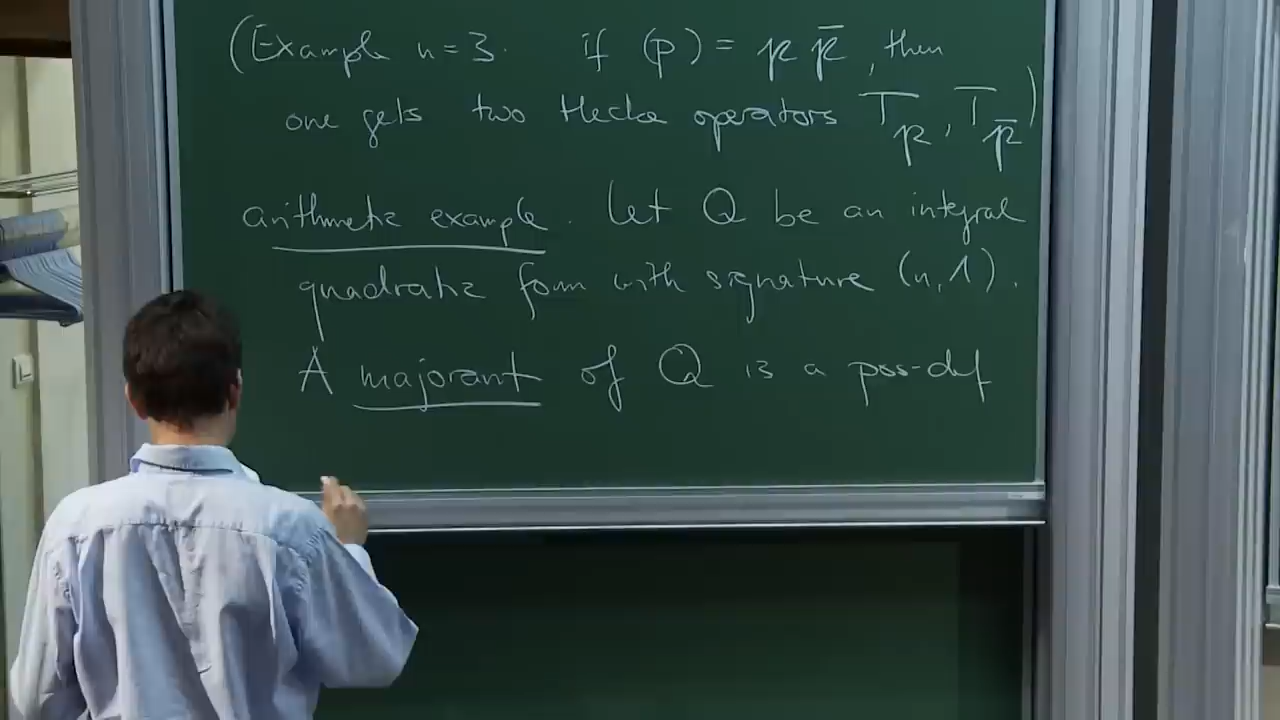 (Example n=3. if (p) = 𝔭 𝔭̄, then
one gets two Hecke operators T_𝔭, T_𝔭̄)
arithmetic example. Let Q be an integral
quadratic form with signature (n,1).
A majorant of Q is a pos-def